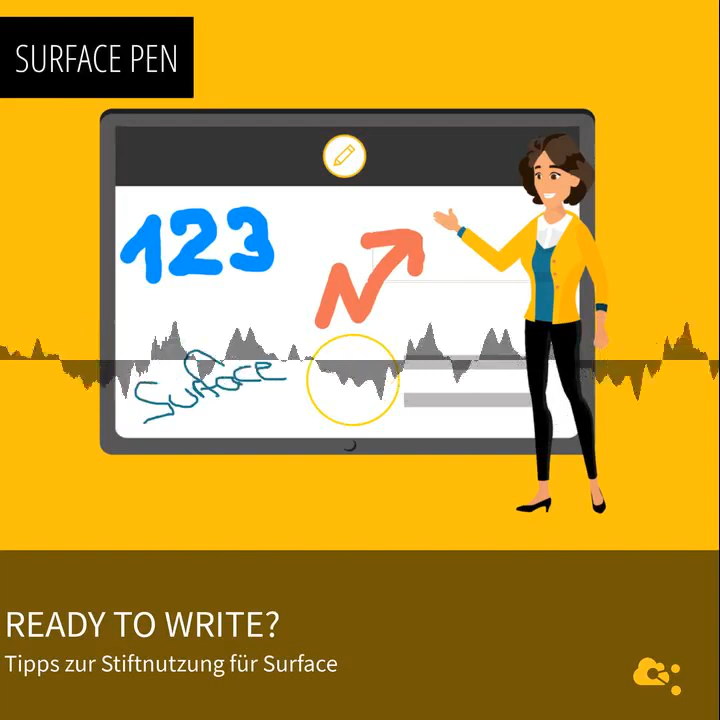 SURFACE PEN
123
Surface
READY TO WRITE?
Tipps zur Stiftnutzung für Surface